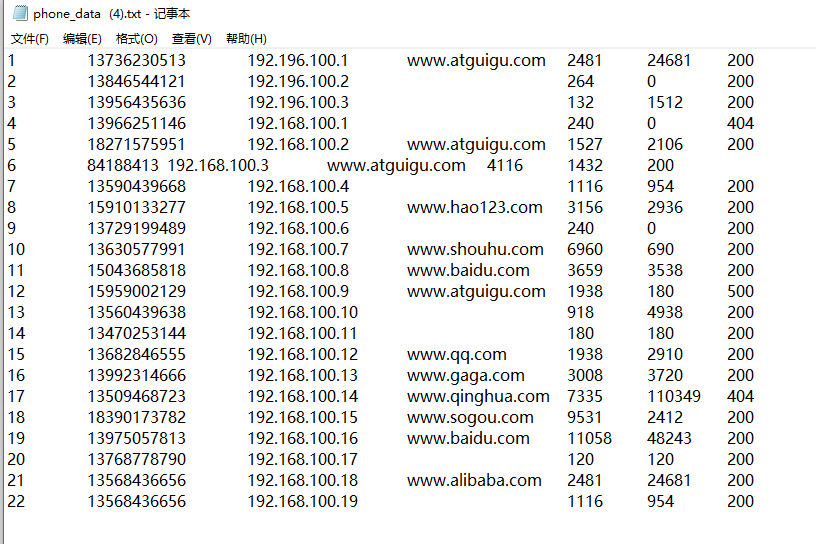 phone_data (4).txt - 记事本
文件(F) 编辑(E) 格式(O) 查看(V) 帮助(H)
1 13736230513 192.196.100.1 www.atguigu.com 2481 24681 200
2 13846544121 192.196.100.2 264 0 200
3 13956435636 192.196.100.3 132 1512 200
4 13966251146 192.168.100.1 240 0 404
5 18271575951 192.168.100.2 www.atguigu.com 1527 2106 200
6 84188413 192.168.100.3 www.atguigu.com 4116 1432 200
7 13590439668 192.168.100.4 1116 954 200
8 15910133277 192.168.100.5 www.hao123.com 3156 2936 200
9 13729199489 192.168.100.6 240 0 200
10 13630577991 192.168.100.7 www.shouhu.com 6960 690 200
11 15043685818 192.168.100.8 www.baidu.com 3659 3538 200
12 15959002129 192.168.100.9 www.atguigu.com 1938 180 500
13 13560439638 192.168.100.10 918 4938 200
14 13470253144 192.168.100.11 180 180 200
15 13682846555 192.168.100.12 www.qq.com 1938 2910 200
16 13992314666 192.168.100.13 www.gaga.com 3008 3720 200
17 13509468723 192.168.100.14 www.qinghua.com 7335 110349 404
18 18390173782 192.168.100.15 www.sogou.com 9531 2412 200
19 13975057813 192.168.100.16 www.baidu.com 11058 48243 200
20 13768778790 192.168.100.17 120 120 200
21 13568436656 192.168.100.18 www.alibaba.com 2481 24681 200
22 13568436656 192.168.100.19 1116 954 200